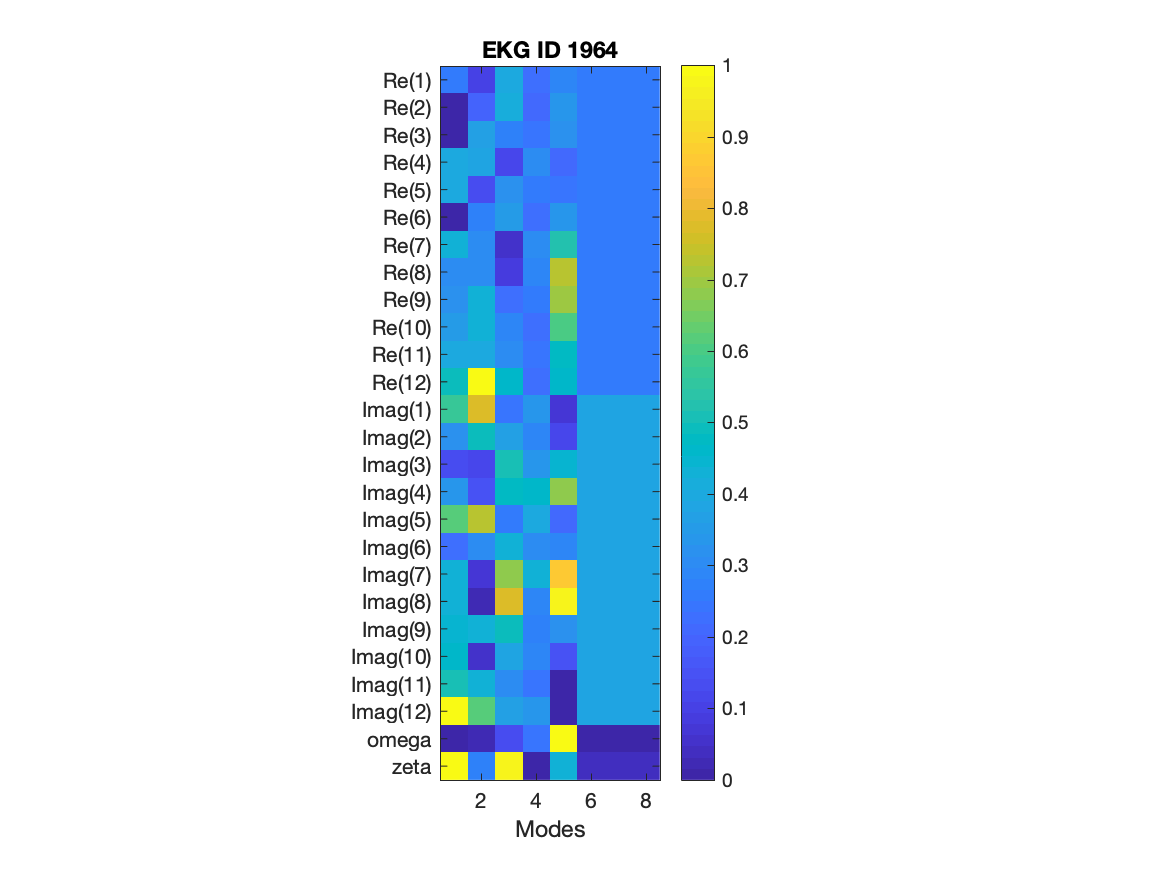 EKG ID 1964
Re(1)
Re(2)
Re(3)
Re(4)
Re(5)
Re(6)
Re(7)
Re(8)
Re(9)
Re(10)
Re(11)
Re(12)
Imag(1)
Imag(2)
Imag(3)
Imag(4)
Imag(5)
Imag(6)
Imag(7)
Imag(8)
Imag(9)
Imag(10)
Imag(11)
Imag(12)
omega
zeta
2 4 6 8
Modes
1
0.9
0.8
0.7
0.6
0.5
0.4
0.3
0.2
0.1
0